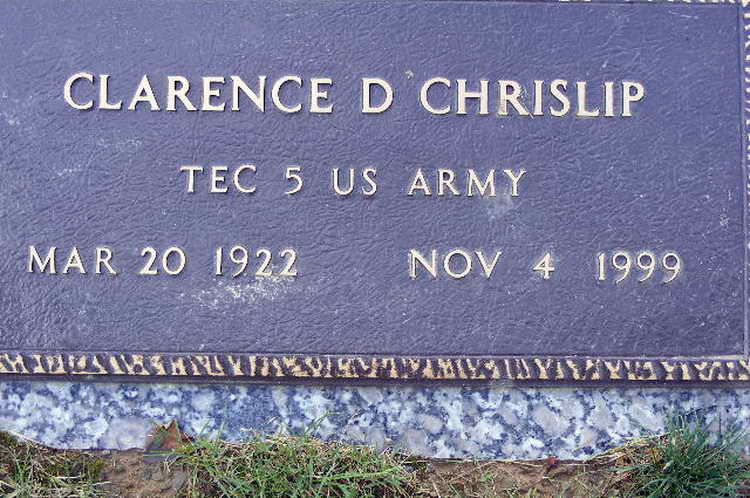 CLARENCE D CHRISLIP
TEC 5 US ARMY
MAR 20 1922 NOV 4 1999